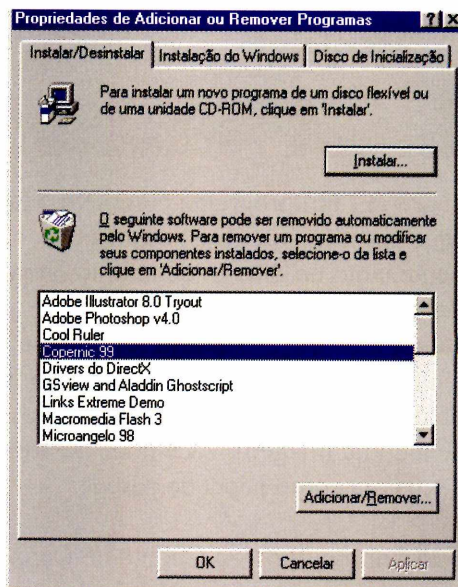 Propriedades de Adicionar ou Remover Programas
Instalar/Desinstalar
Instalação do Windows
Disco de Inicialização
Para instalar um novo programa de um disco flexível ou
de uma unidade CD-ROM, clique em 'Instalar'.
Instalar...
O seguinte software pode ser removido automaticamente
pelo Windows. Para remover um programa ou modificar
seus componentes instalados, selecione-o da lista e
clique em 'Adicionar/Remover'.
Adobe Illustrator 8.0 Tryout
Adobe Photoshop v4.0
Cool Ruler
Copernic 99
Drivers do DirectX
GSview and Aladdin Ghostscript
Links Extreme Demo
Macromedia Flash 3
Microangelo 98
Adicionar/Remover...
OK
Cancelar
Aplicar